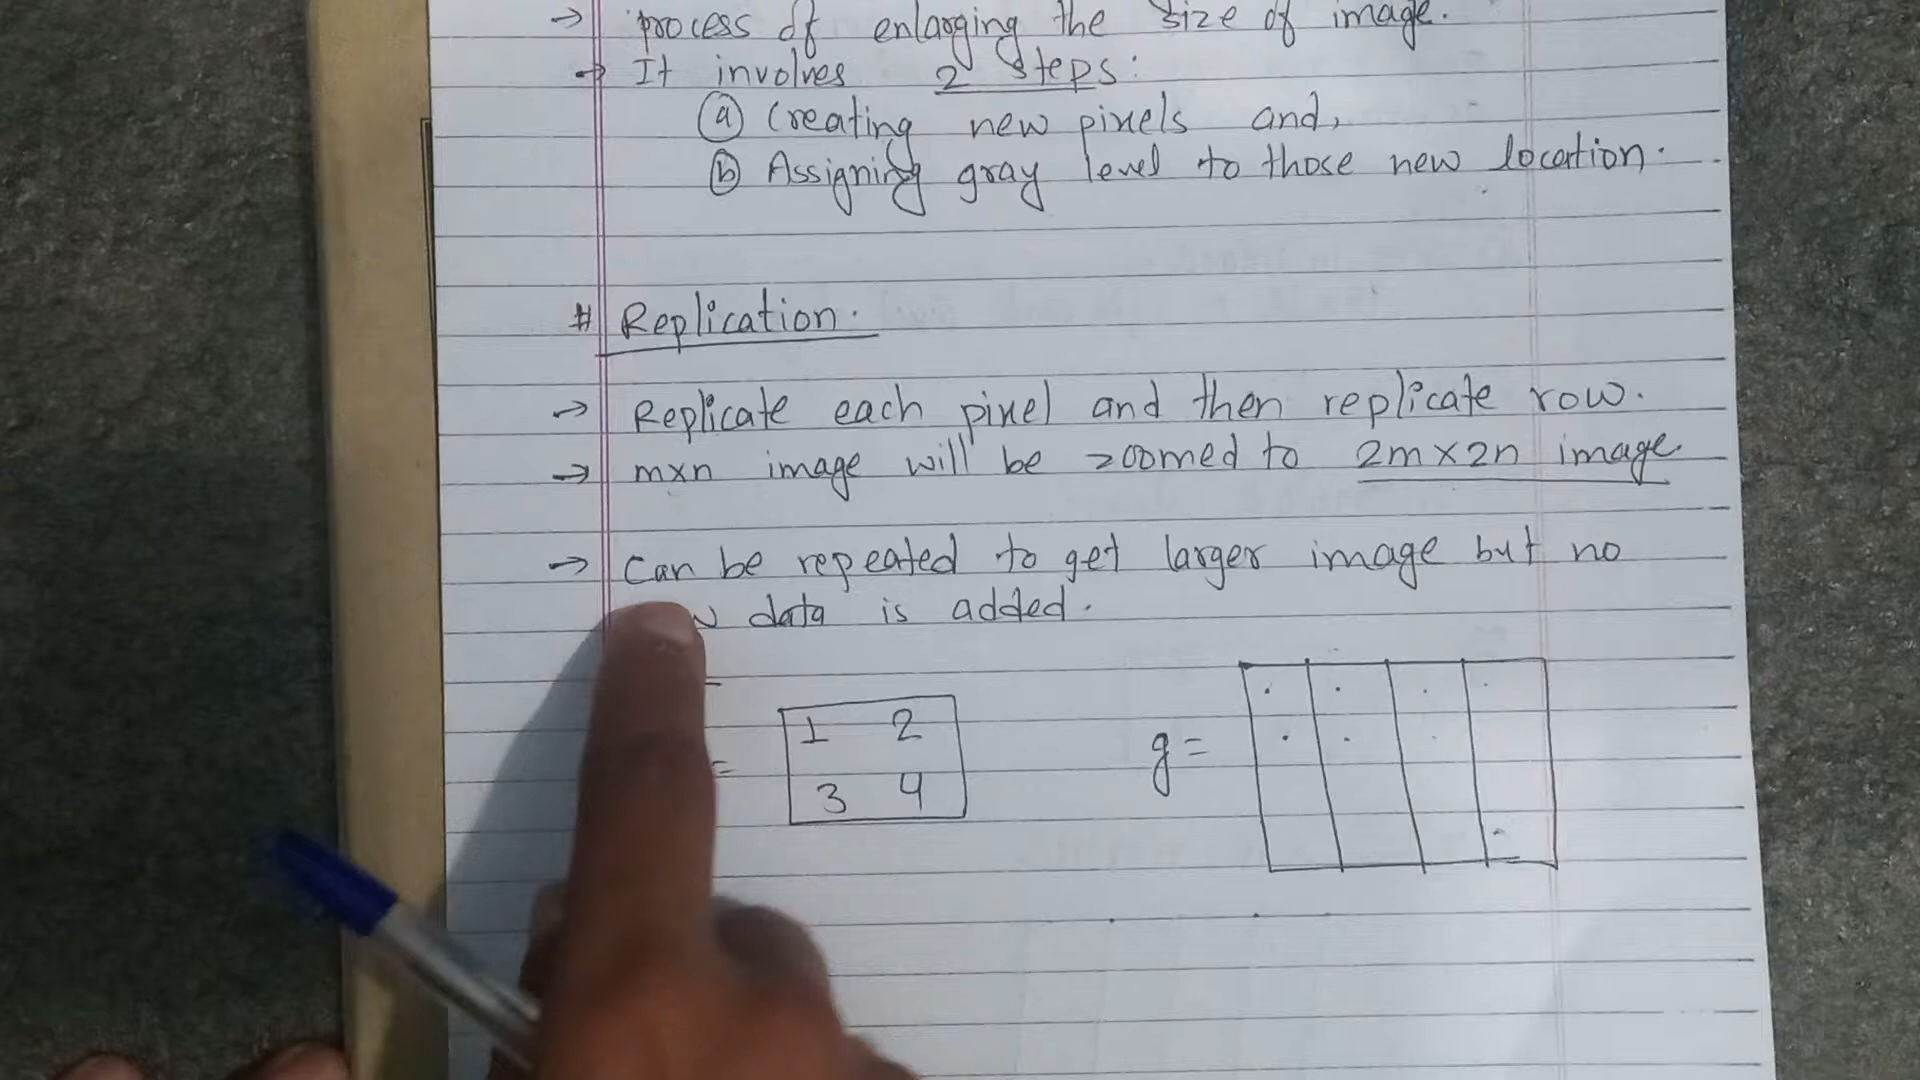 → process of enlarging the size of image.
→ It involves 2 steps:
ⓐ Creating new pixels and,
ⓑ Assigning gray level to those new location.
# Replication.
→ Replicate each pixel and then replicate row.
→ mxn image will be zoomed to 2m x 2n image.
→ Can be repeated to get larger image but no
data is added.
= 1 2
3 4
g =